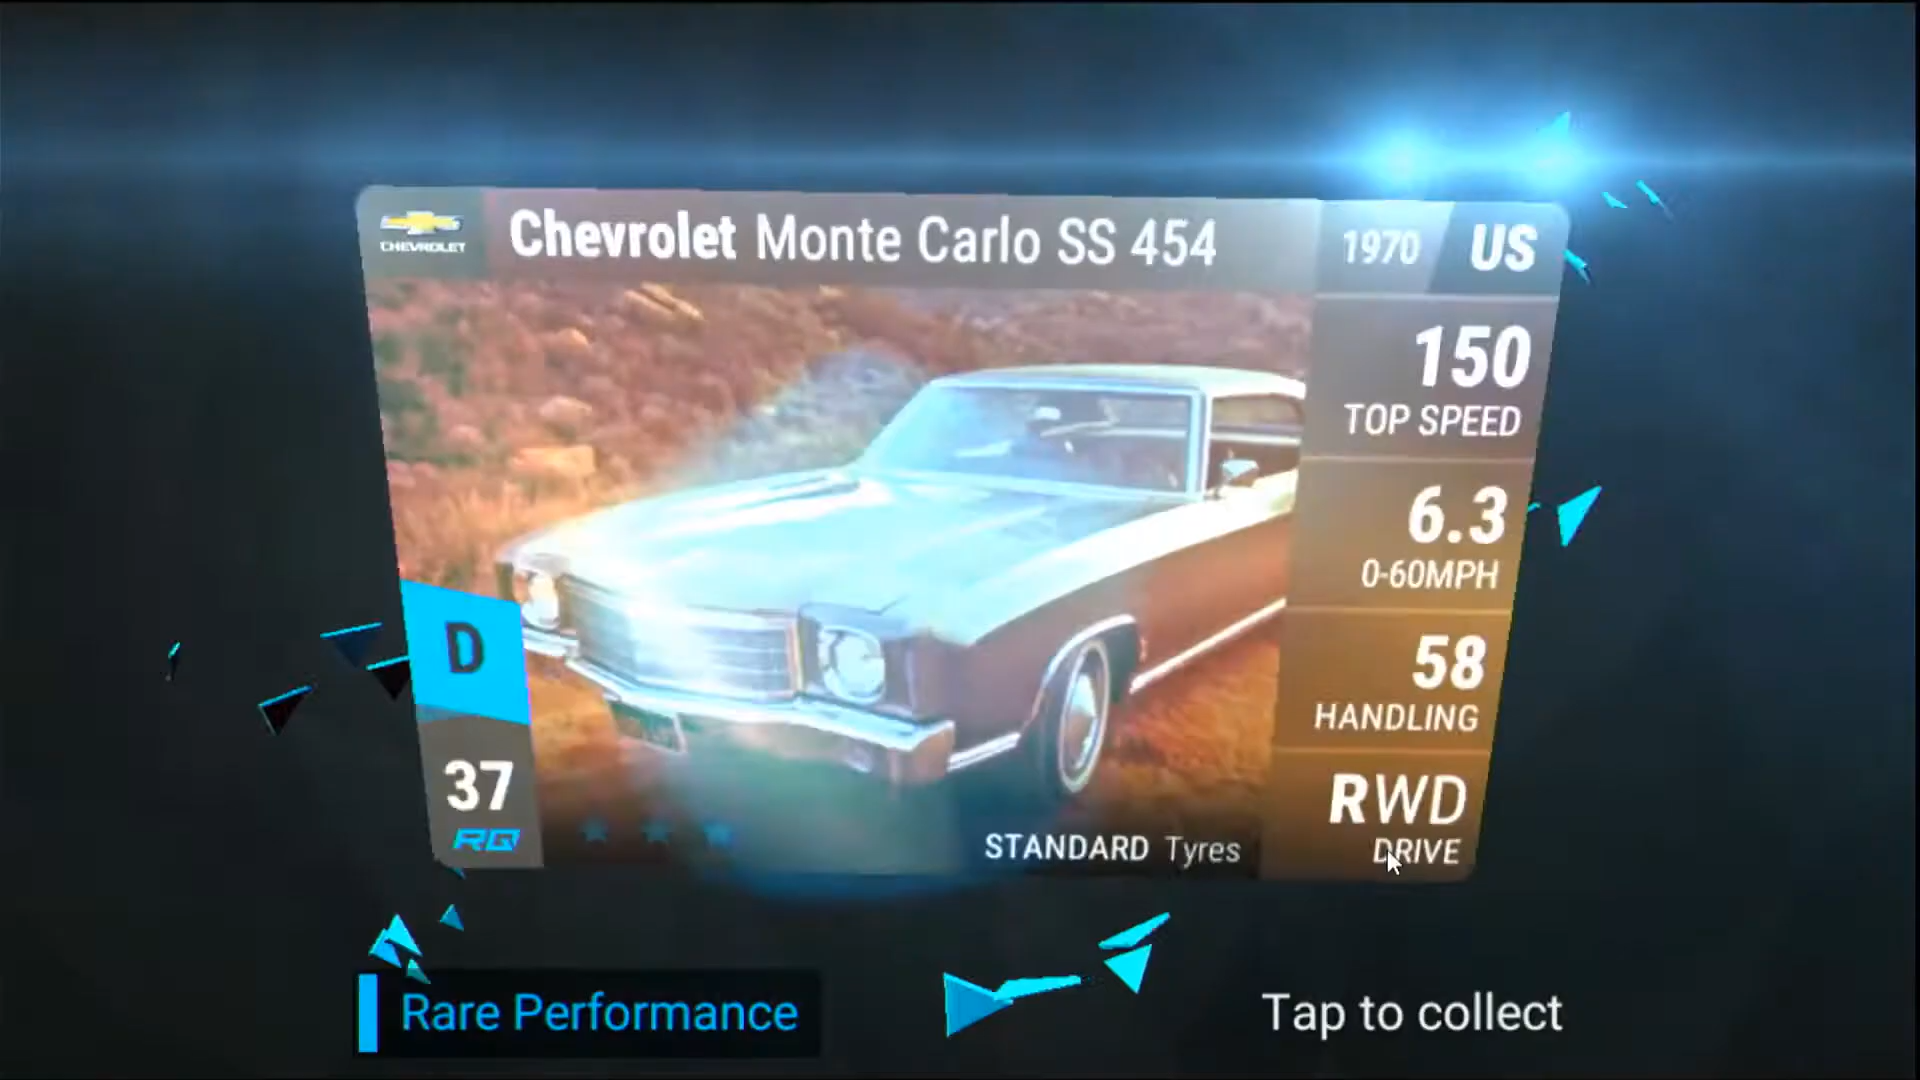 CHEVROLET
Chevrolet Monte Carlo SS 454
1970
US
150
TOP SPEED
6.3
0-60MPH
58
HANDLING
RWD
DRIVE
D
37
RQ
STANDARD Tyres
Rare Performance
Tap to collect